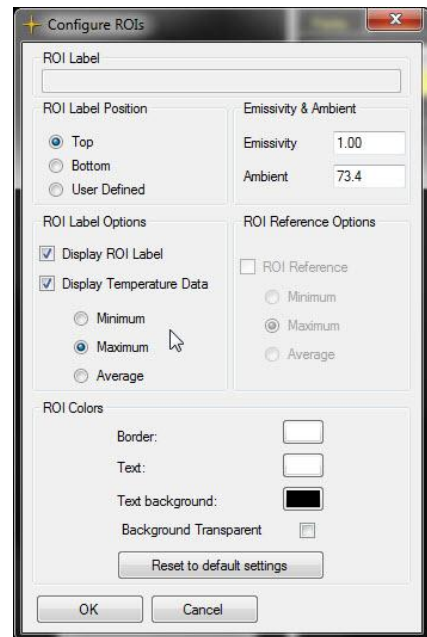 Configure ROIs
ROI Label
ROI Label Position
Top
Bottom
User Defined
Emissivity & Ambient
Emissivity 1.00
Ambient 73.4
ROI Label Options
Display ROI Label
Display Temperature Data
Minimum
Maximum
Average
ROI Reference Options
ROI Reference
Minimum
Maximum
Average
ROI Colors
Border:
Text:
Text background:
Background Transparent
Reset to default settings
OK Cancel